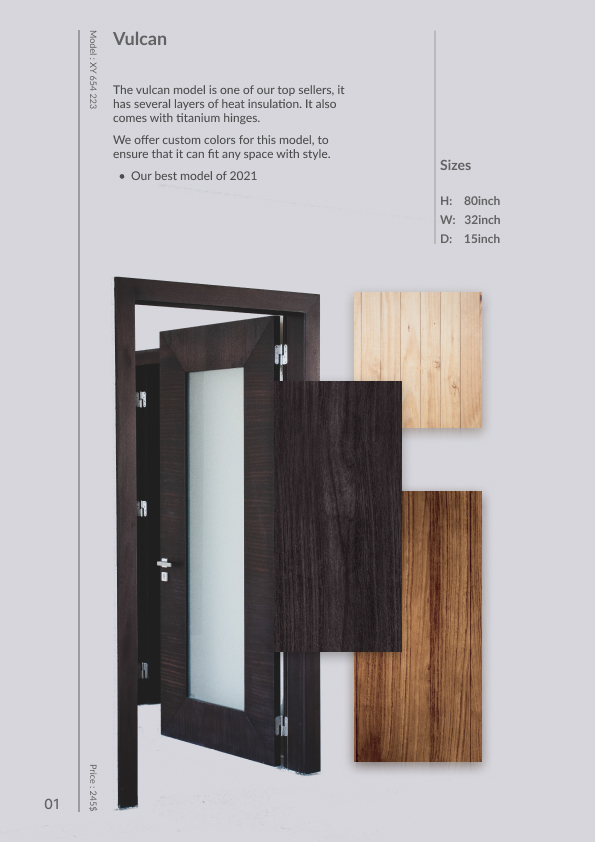 Vulcan
Model : XY 654 223
The vulcan model is one of our top sellers, it
has several layers of heat insulation. It also
comes with titanium hinges.
We offer custom colors for this model, to
ensure that it can fit any space with style.
• Our best model of 2021
Sizes
H: 80inch
W: 32inch
D: 15inch
Price : 245$
01